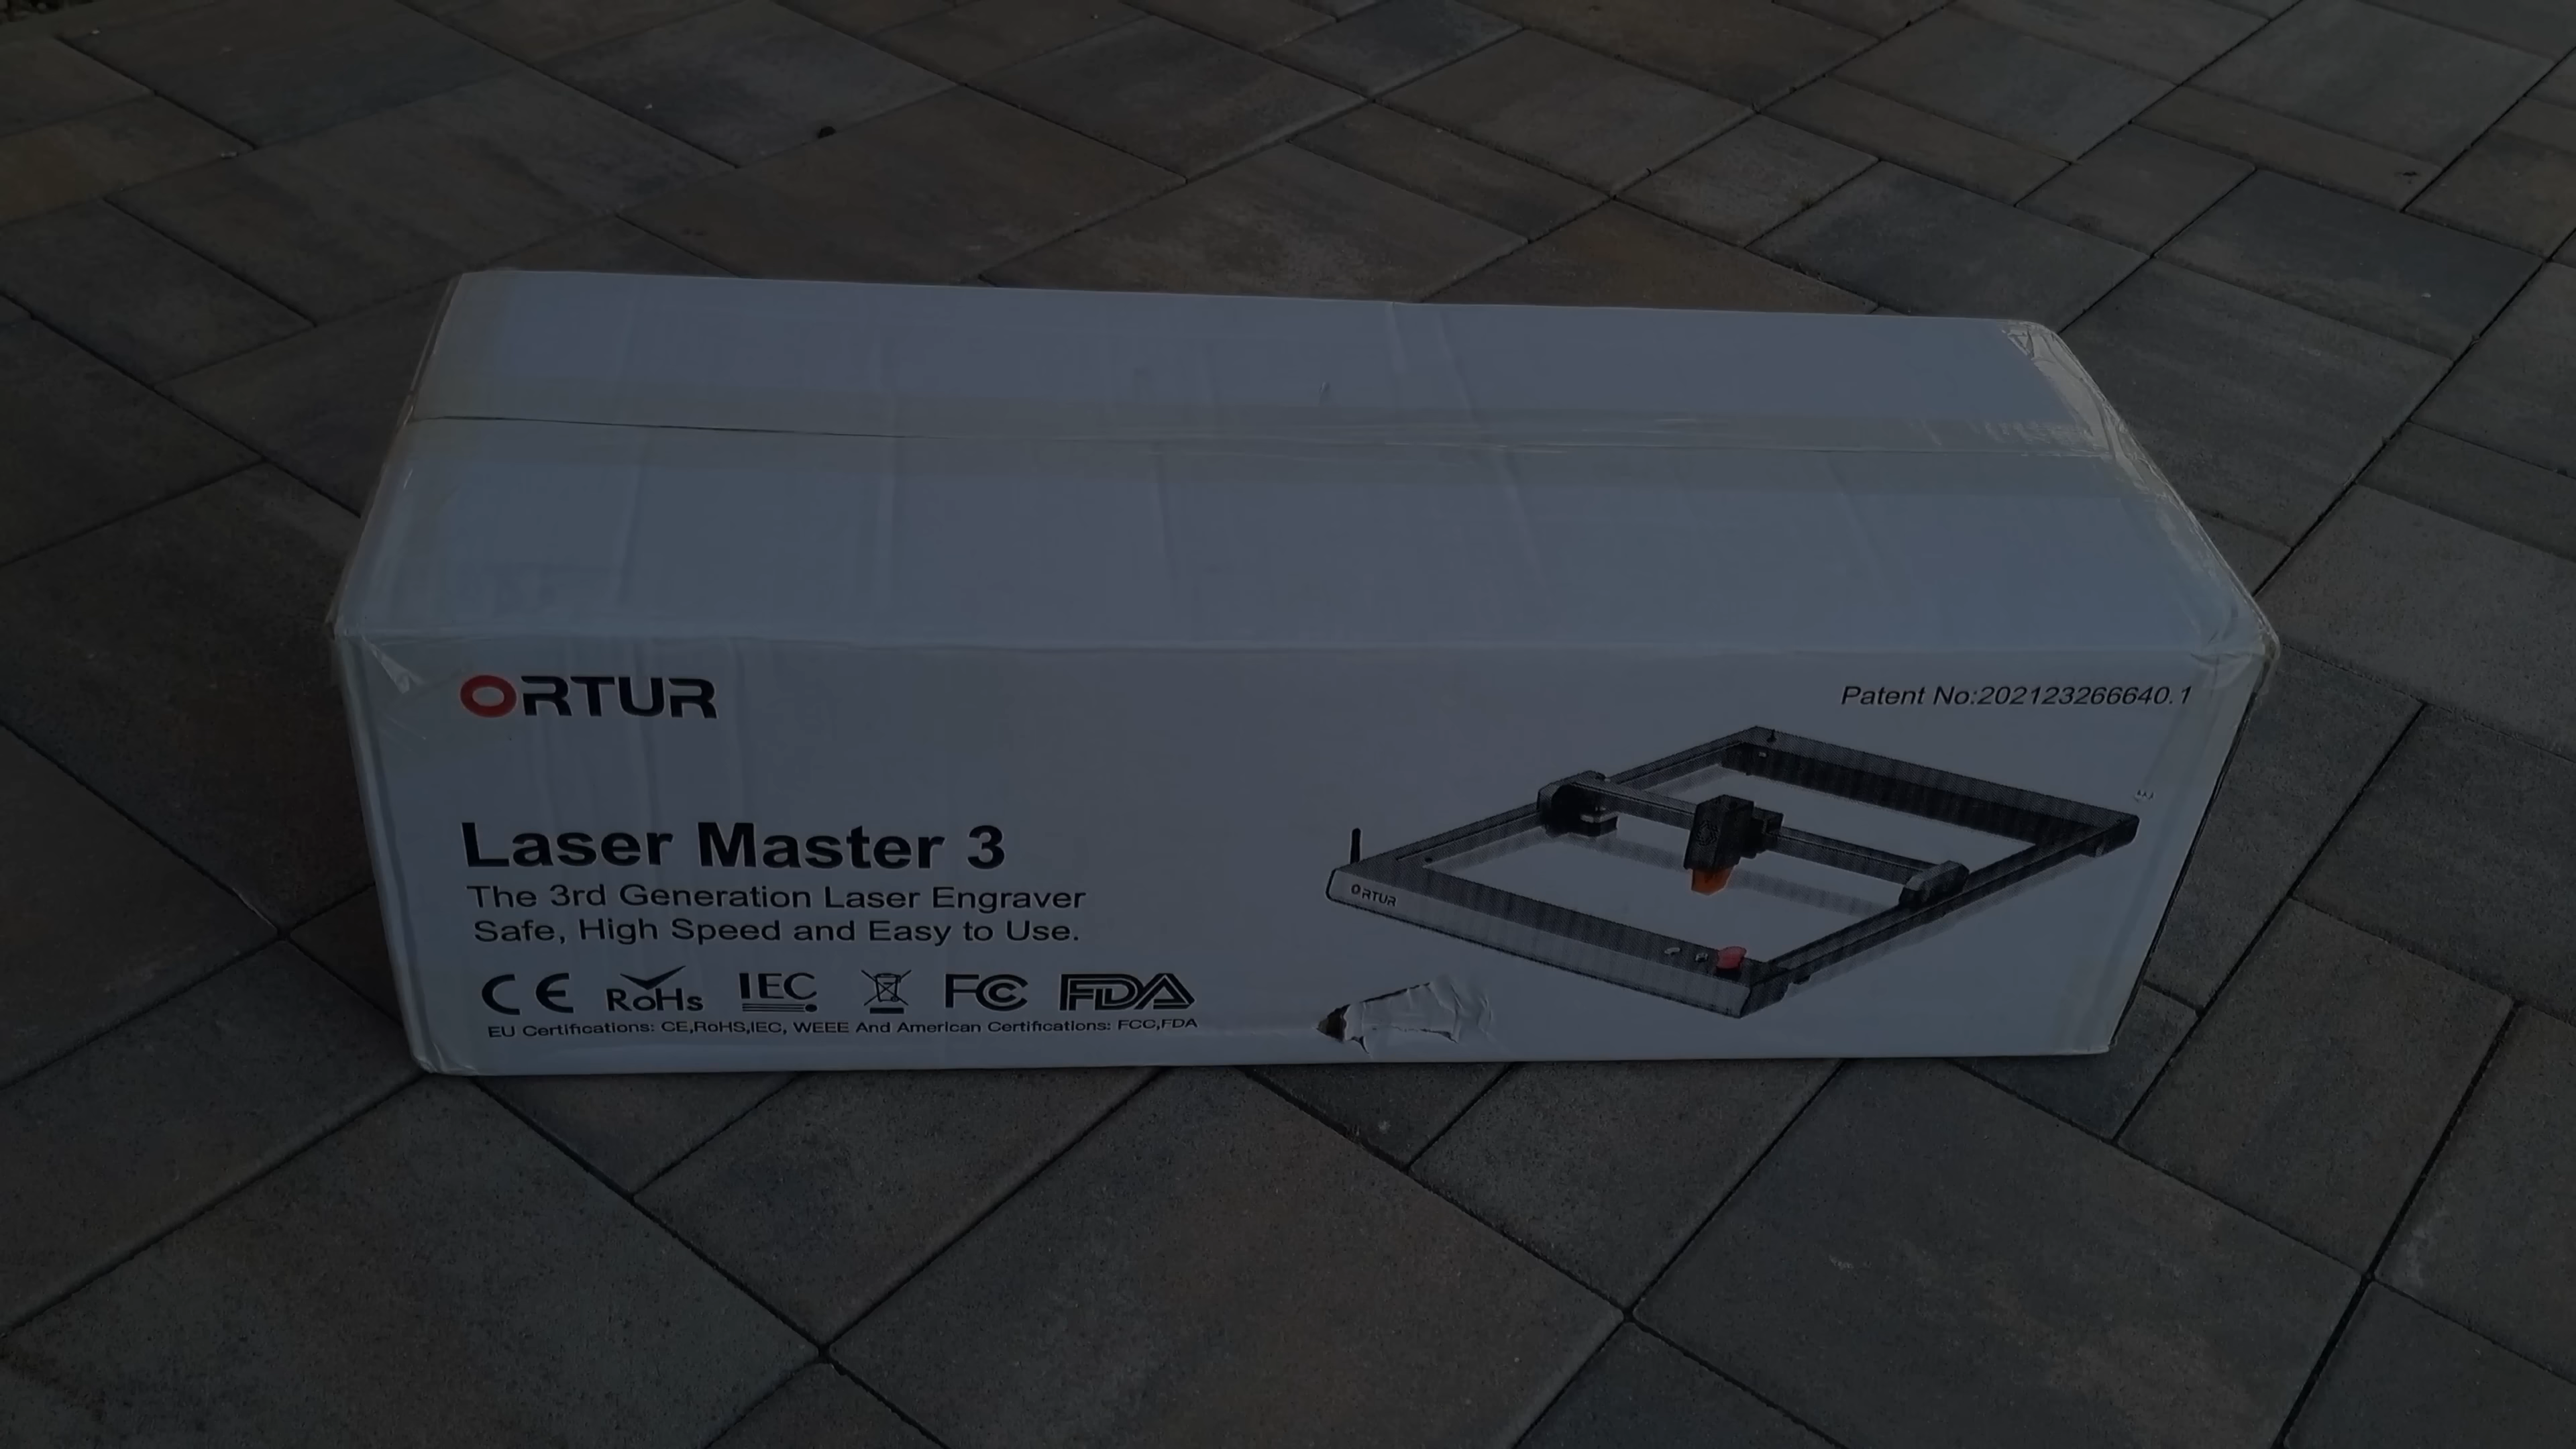 ORTUR
Patent No:202123266640.1
Laser Master 3
The 3rd Generation Laser Engraver
Safe, High Speed and Easy to Use.
ORTUR
CE RoHs IEC FC FDA
EU Certifications: CE,RoHS,IEC, WEEE And American Certifications: FCC,FDA